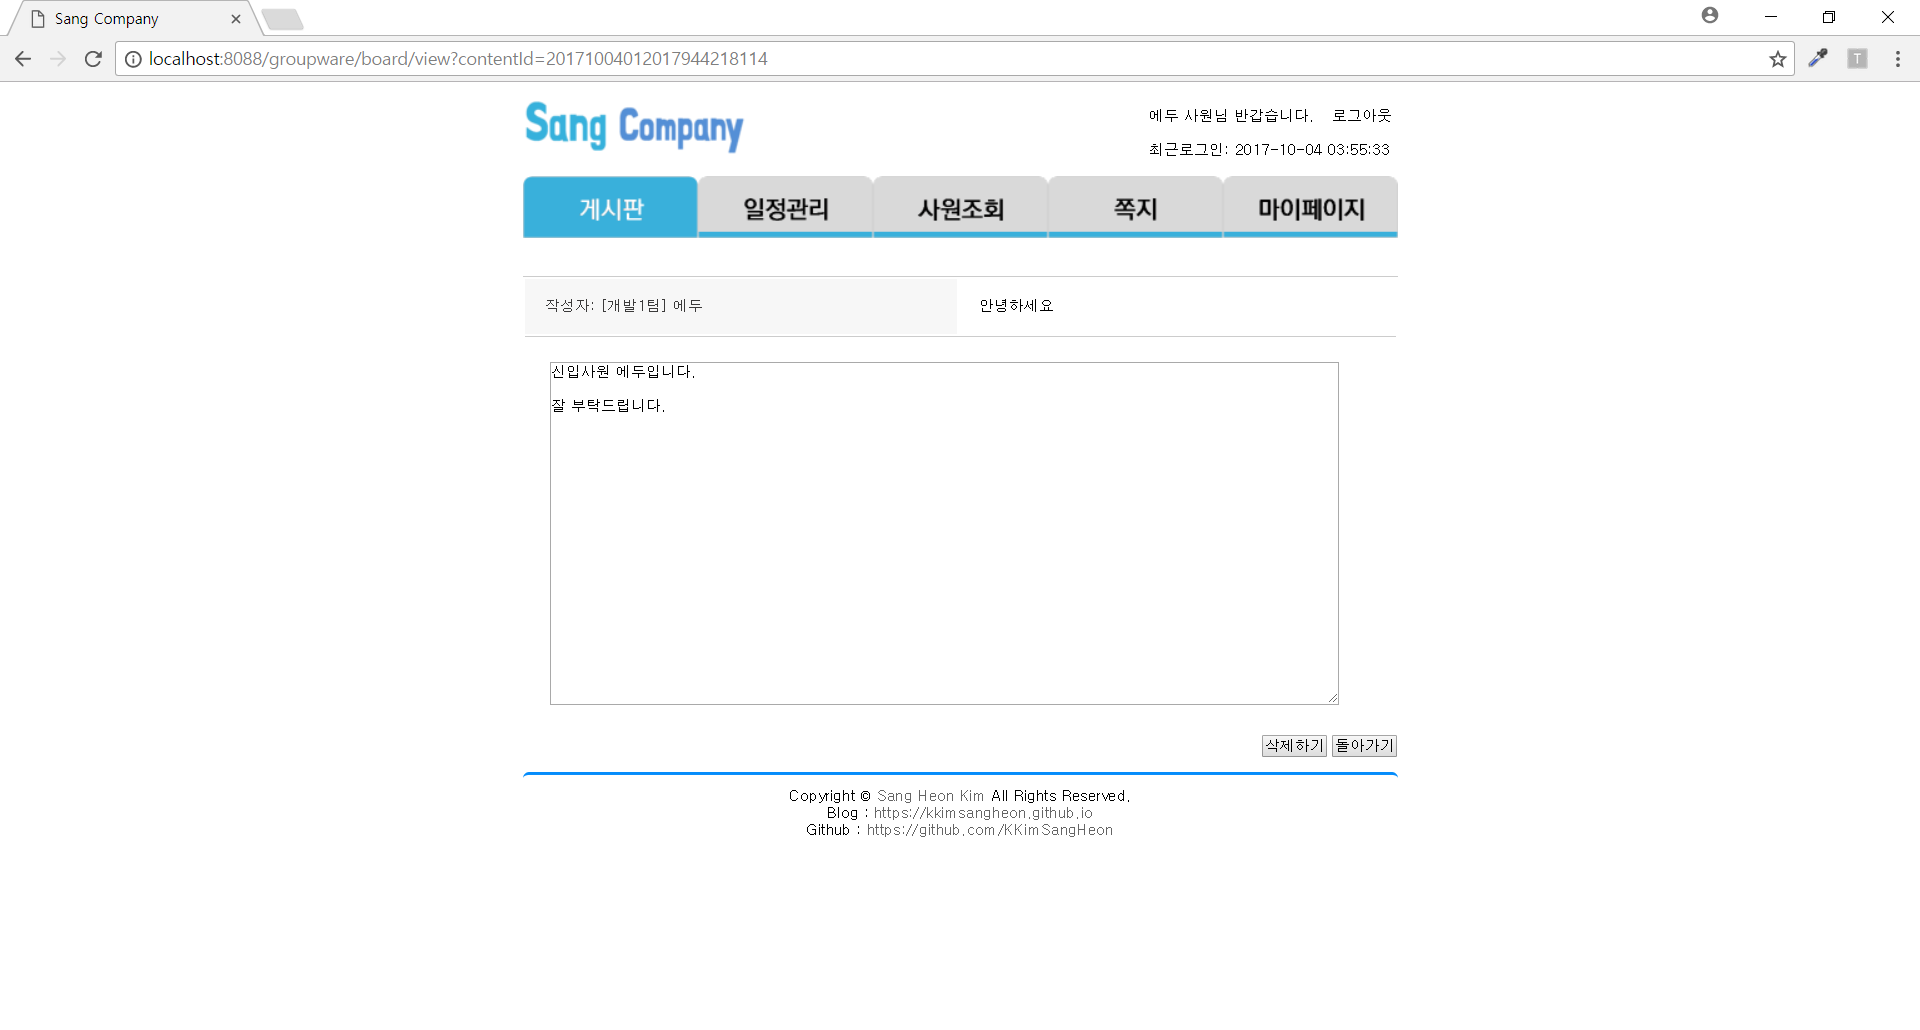 Sang Company
localhost:8088/groupware/board/view?contentId=20171004012017944218114
T
Sang Company
에두 사원님 반갑습니다. 로그아웃
최근로그인: 2017-10-04 03:55:33
게시판 일정관리 사원조회 쪽지 마이페이지
작성자: [개발1팀] 에두 안녕하세요
신입사원 에두입니다.
잘 부탁드립니다.
삭제하기 돌아가기
Copyright © Sang Heon Kim All Rights Reserved.
Blog : https://kkimsangheon.github.io
Github : https://github.com/KKimSangHeon